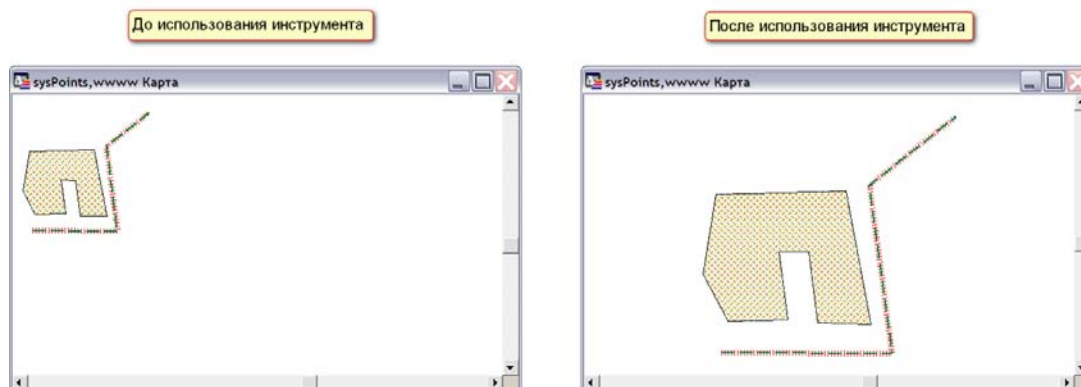 До использования инструмента
После использования инструмента
sysPoints,wwww Карта
sysPoints,wwww Карта